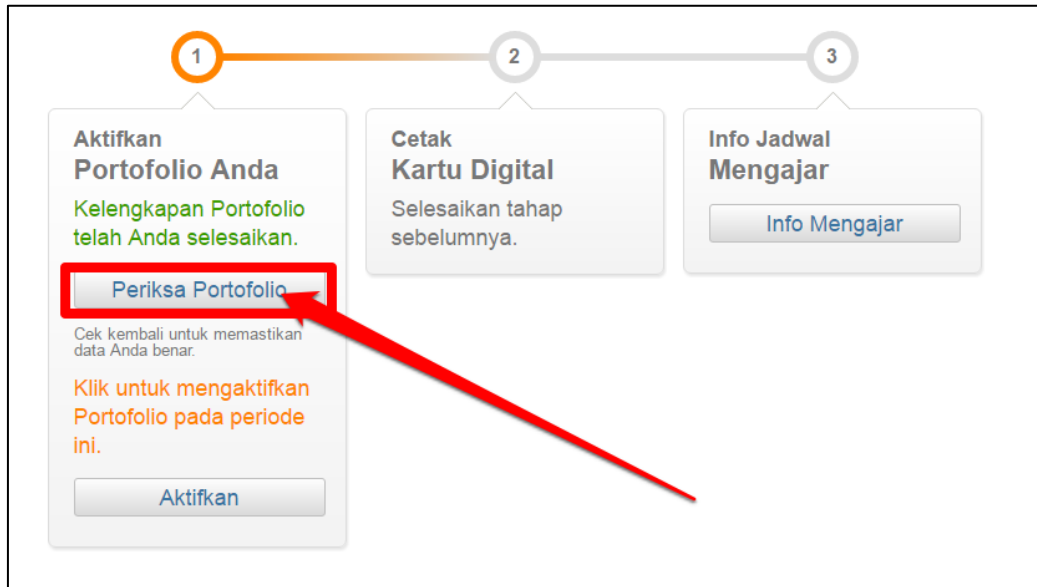 1
2
3
Aktifkan
Portofolio Anda
Kelengkapan Portofolio
telah Anda selesaikan.
Periksa Portofolio
Cek kembali untuk memastikan
data Anda benar.
Klik untuk mengaktifkan
Portofolio pada periode
ini.
Aktifkan
Cetak
Kartu Digital
Selesaikan tahap
sebelumnya.
Info Jadwal
Mengajar
Info Mengajar